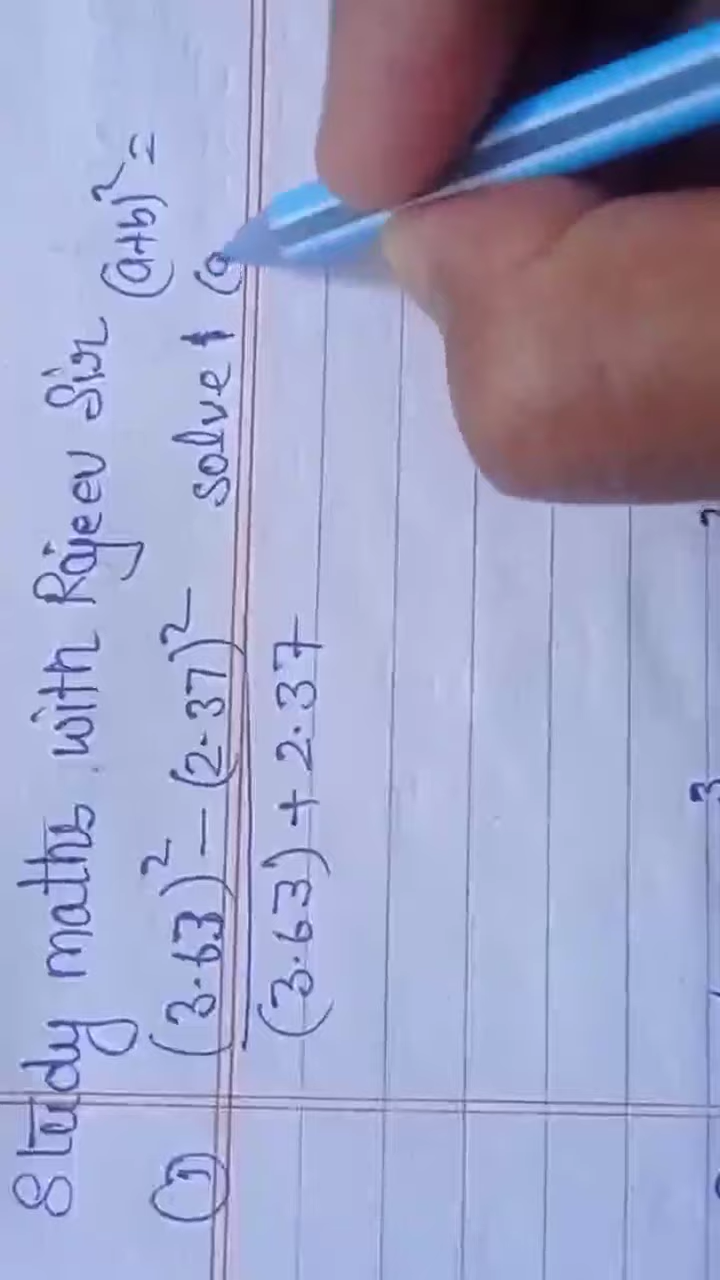 Study maths with Rajeev Sir
(a+b)² =
(1) (3.63)² - (2.37)² solve (a
(3.63) + 2.37